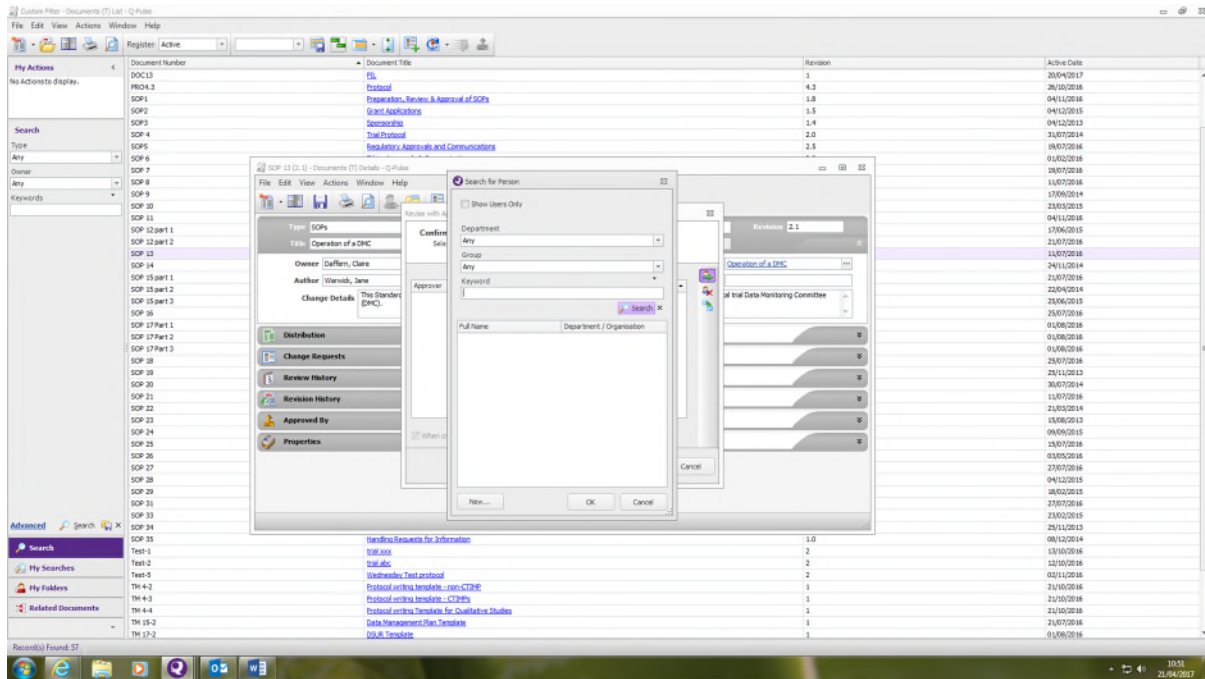 Custom Filter - Documents (T) List - Q-Pulse
File Edit View Actions Window Help
Register: Active
My Actions
No Actions to display.
Search
Type
Any
Owner
Any
Keywords
Advanced Search
Search
My Searches
My Folders
Related Documents
Document Number Document Title Revision Active Date
DOC13 PIL 1 20/04/2017
PRO4.3 Protocol 4.3 26/10/2016
SOP1 Preparation, Review & Approval of SOPs 1.8 04/11/2016
SOP2 Grant Applications 1.5 04/12/2015
SOP3 Sponsorship 1.4 04/12/2013
SOP 4 Trial Protocol 2.0 31/07/2014
SOP5 Regulatory Approvals and Communications 2.5 19/07/2016
SOP 6 01/02/2016
SOP 7 19/07/2016
SOP 8 11/07/2016
SOP 9 17/09/2014
SOP 10 23/03/2015
SOP 11 04/11/2016
SOP 12 part 1 17/06/2015
SOP 12 part 2 21/07/2016
SOP 13 11/07/2016
SOP 14 24/11/2014
SOP 15 part 1 21/07/2016
SOP 15 part 2 22/04/2014
SOP 15 part 3 25/06/2015
SOP 16 25/07/2016
SOP 17 Part 1 01/08/2016
SOP 17 Part 2 01/08/2016
SOP 17 Part 3 01/08/2016
SOP 18 25/07/2016
SOP 19 25/11/2013
SOP 20 30/07/2014
SOP 21 11/07/2016
SOP 22 21/03/2014
SOP 23 15/08/2013
SOP 24 09/09/2015
SOP 25 15/07/2016
SOP 26 03/05/2016
SOP 27 27/07/2016
SOP 28 04/12/2015
SOP 29 18/02/2015
SOP 31 27/07/2016
SOP 33 23/02/2015
SOP 34 25/11/2013
SOP 35 Handling Requests for Information 1.0 08/12/2014
Test-1 trial xxx 2 13/10/2016
Test-2 trial abc 2 12/10/2016
Test-5 Wednesday Test protocol 2 02/11/2016
TM 4-2 Protocol writing template - non-CTIMP 1 21/10/2016
TM 4-3 Protocol writing template - CTIMPs 1 21/10/2016
TM 4-4 Protocol writing Template for Qualitative Studies 1 21/10/2016
TM 15-2 Data Management Plan Template 1 21/07/2016
TM 17-2 DSUR Template 1 01/08/2016
SOP 13 (2.1) - Documents (T) Details - Q-Pulse
File Edit View Actions Window Help
Type SOPs
Revision 2.1
Title Operation of a DMC
Owner Daffern, Claire
Operation of a DMC
Author Warwick, Jane
Change Details This Standard
al trial Data Monitoring Committee
(DMC).
Distribution
Change Requests
Review History
Revision History
Approved By
Properties
Revise with A
Confirm
Sele
Approver
When
Cancel
Search for Person
Show Users Only
Department
Any
Group
Any
Keyword
Search
Full Name Department / Organisation
New... OK Cancel
Record(s) Found: 57
10:51
21/04/2017